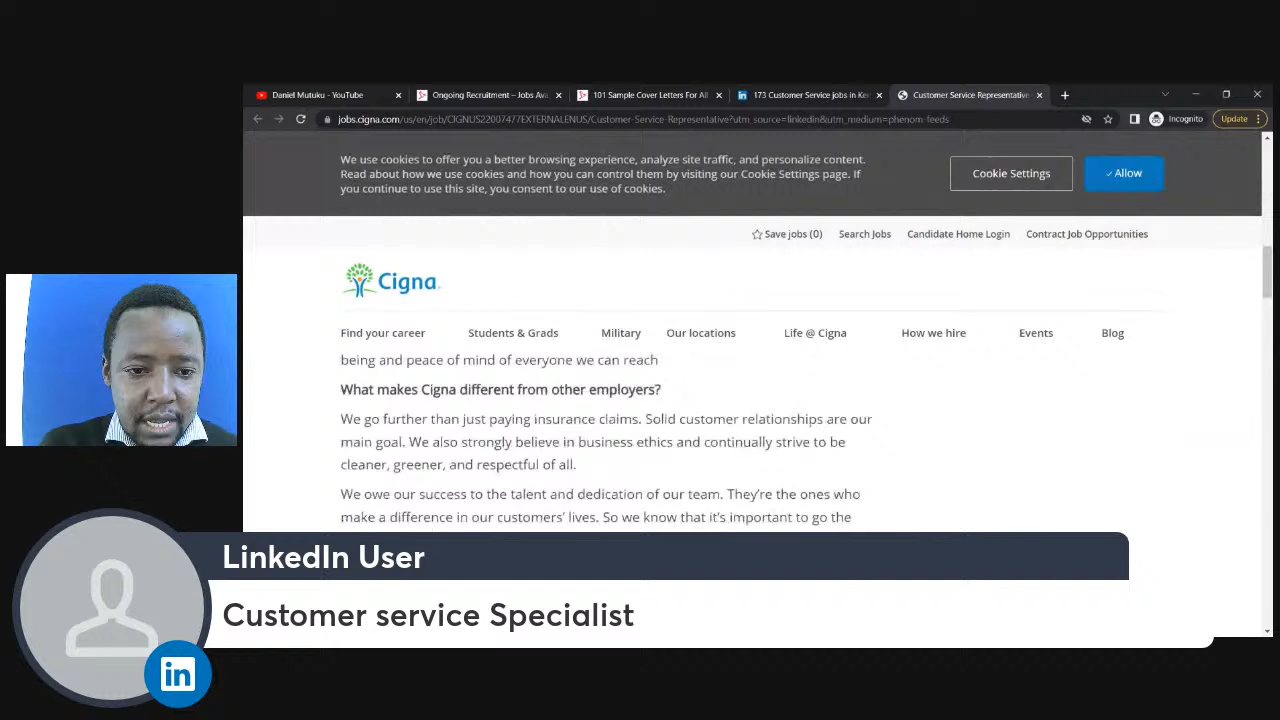 Daniel Mutuku - YouTube
Ongoing Recruitment – Jobs Ava
101 Sample Cover Letters For All
173 Customer Service jobs in Ken
Customer Service Representative
jobs.cigna.com/us/en/job/CIGNUS22007477EXTERNALENUS/Customer-Service-Representative?utm_source=linkedin&utm_medium=phenom-feeds
Incognito
Update
We use cookies to offer you a better browsing experience, analyze site traffic, and personalize content.
Read about how we use cookies and how you can control them by visiting our Cookie Settings page. If
you continue to use this site, you consent to our use of cookies.
Cookie Settings
✓ Allow
Save jobs (0)
Search Jobs
Candidate Home Login
Contract Job Opportunities
Cigna
Find your career
Students & Grads
Military
Our locations
Life @ Cigna
How we hire
Events
Blog
being and peace of mind of everyone we can reach
What makes Cigna different from other employers?
We go further than just paying insurance claims. Solid customer relationships are our
main goal. We also strongly believe in business ethics and continually strive to be
cleaner, greener, and respectful of all.
We owe our success to the talent and dedication of our team. They're the ones who
make a difference in our customers' lives. So we know that it's important to go the
LinkedIn User
Customer service Specialist
in